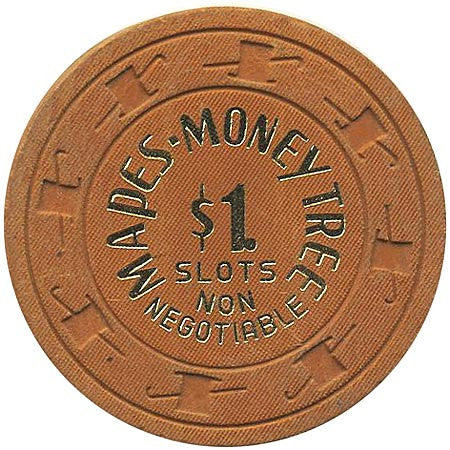 MAPES-MONEY TREE
$1.
SLOTS
NON
NEGOTIABLE